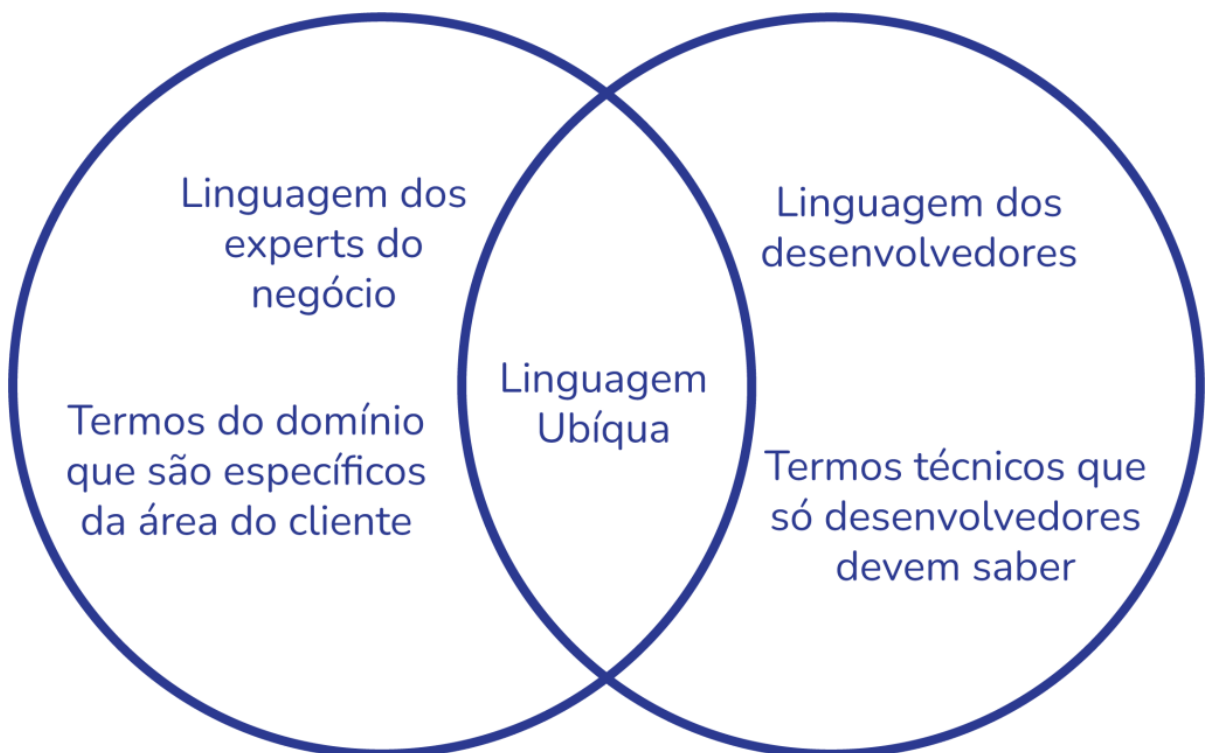 Linguagem dos
experts do
negócio
Termos do domínio
que são específicos
da área do cliente
Linguagem
Ubíqua
Linguagem dos
desenvolvedores
Termos técnicos que
só desenvolvedores
devem saber